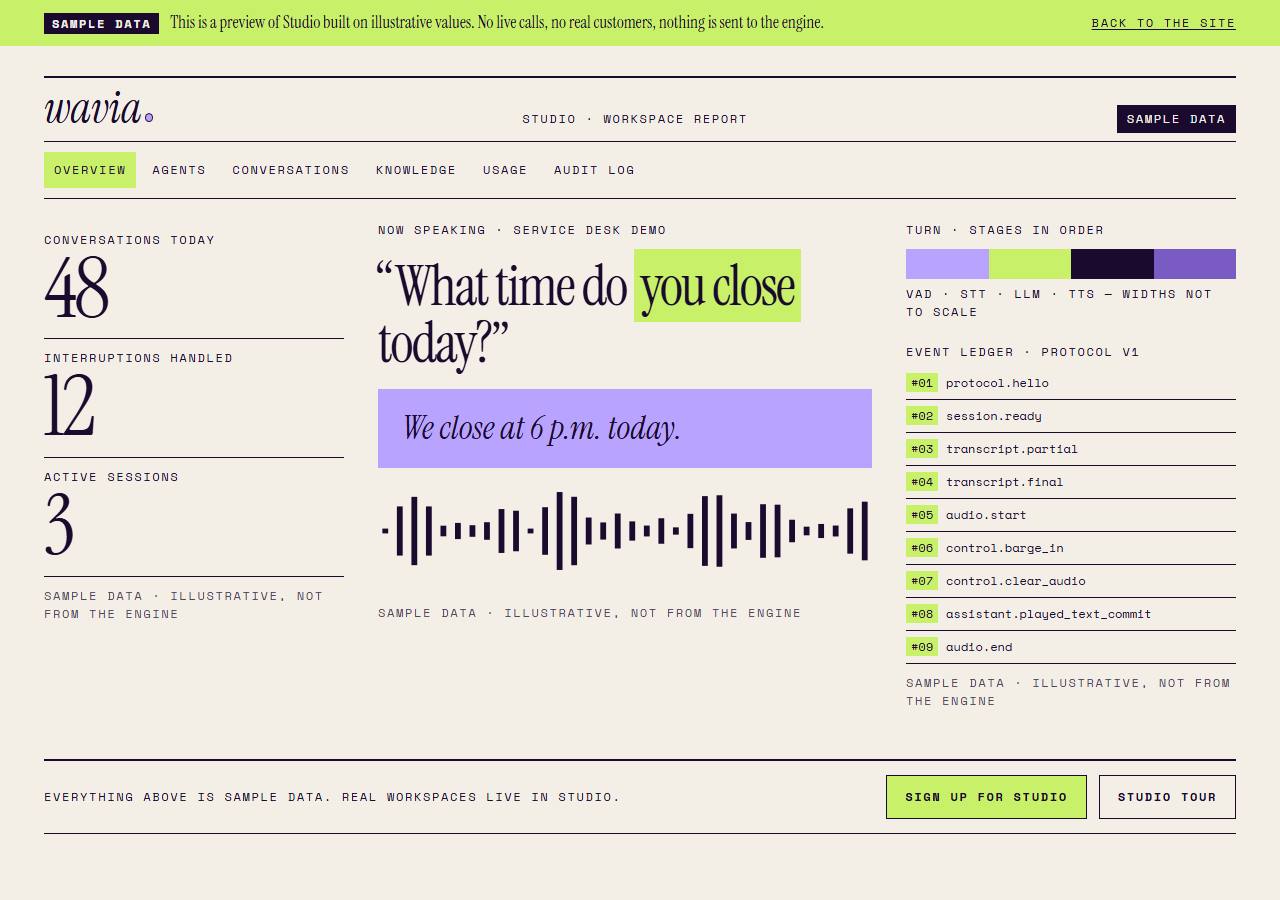 SAMPLE DATA This is a preview of Studio built on illustrative values. No live calls, no real customers, nothing is sent to the engine. BACK TO THE SITE
wavia.
STUDIO · WORKSPACE REPORT
SAMPLE DATA
OVERVIEW AGENTS CONVERSATIONS KNOWLEDGE USAGE AUDIT LOG
CONVERSATIONS TODAY
48
INTERRUPTIONS HANDLED
12
ACTIVE SESSIONS
3
SAMPLE DATA · ILLUSTRATIVE, NOT
FROM THE ENGINE
NOW SPEAKING · SERVICE DESK DEMO
“What time do you close
today?”
We close at 6 p.m. today.
SAMPLE DATA · ILLUSTRATIVE, NOT FROM THE ENGINE
TURN · STAGES IN ORDER
VAD · STT · LLM · TTS — WIDTHS NOT
TO SCALE
EVENT LEDGER · PROTOCOL V1
#01 protocol.hello
#02 session.ready
#03 transcript.partial
#04 transcript.final
#05 audio.start
#06 control.barge_in
#07 control.clear_audio
#08 assistant.played_text_commit
#09 audio.end
SAMPLE DATA · ILLUSTRATIVE, NOT FROM
THE ENGINE
EVERYTHING ABOVE IS SAMPLE DATA. REAL WORKSPACES LIVE IN STUDIO.
SIGN UP FOR STUDIO
STUDIO TOUR